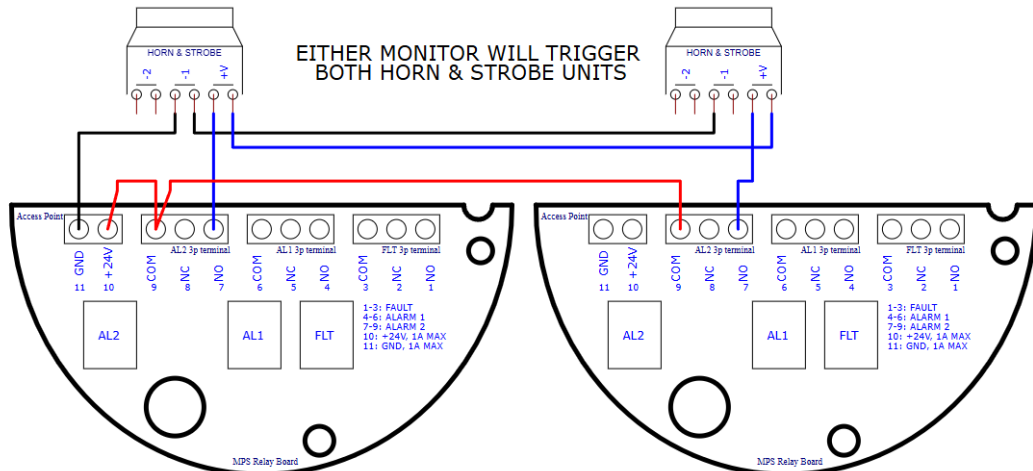 HORN & STROBE
-2
-1
+V
EITHER MONITOR WILL TRIGGER
BOTH HORN & STROBE UNITS
HORN & STROBE
-2
-1
+V
Access Point
AL2 3p terminal
AL1 3p terminal
FLT 3p terminal
GND
+24V
COM
NC
NO
COM
NC
NO
COM
NC
NO
11
10
9
8
7
6
5
4
3
2
1
AL2
AL1
FLT
1-3: FAULT
4-6: ALARM 1
7-9: ALARM 2
10: +24V, 1A MAX
11: GND, 1A MAX
MPS Relay Board
Access Point
AL2 3p terminal
AL1 3p terminal
FLT 3p terminal
GND
+24V
COM
NC
NO
COM
NC
NO
COM
NC
NO
11
10
9
8
7
6
5
4
3
2
1
AL2
AL1
FLT
1-3: FAULT
4-6: ALARM 1
7-9: ALARM 2
10: +24V, 1A MAX
11: GND, 1A MAX
MPS Relay Board